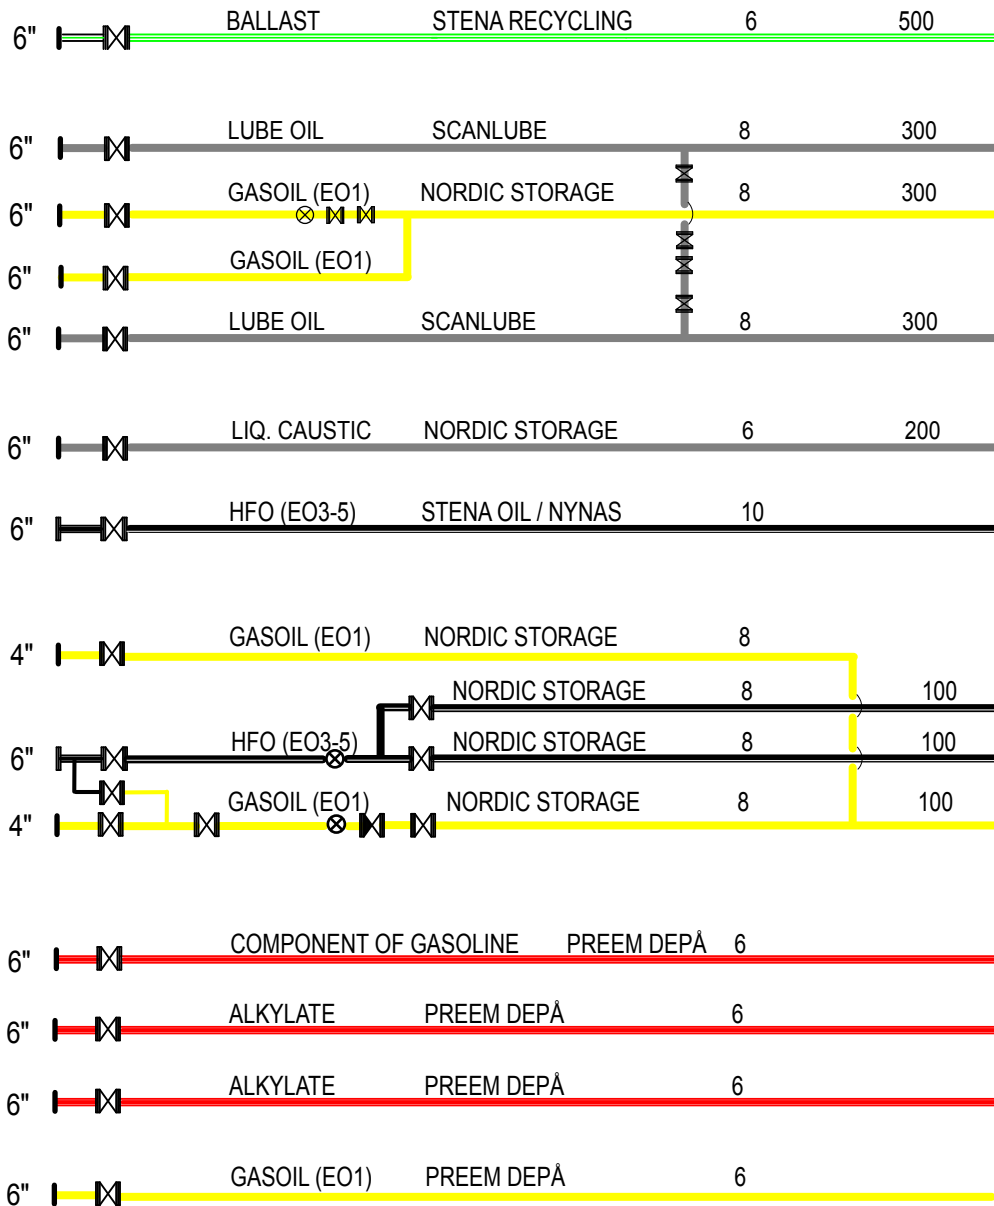 6" BALLAST STENA RECYCLING 6 500
6" LUBE OIL SCANLUBE 8 300
6" GASOIL (EO1) NORDIC STORAGE 8 300
6" GASOIL (EO1)
6" LUBE OIL SCANLUBE 8 300
6" LIQ. CAUSTIC NORDIC STORAGE 6 200
6" HFO (EO3-5) STENA OIL / NYNAS 10
4" GASOIL (EO1) NORDIC STORAGE 8
NORDIC STORAGE 8 100
6" HFO (EO3-5) NORDIC STORAGE 8 100
4" GASOIL (EO1) NORDIC STORAGE 8 100
6" COMPONENT OF GASOLINE PREEM DEPÅ 6
6" ALKYLATE PREEM DEPÅ 6
6" ALKYLATE PREEM DEPÅ 6
6" GASOIL (EO1) PREEM DEPÅ 6